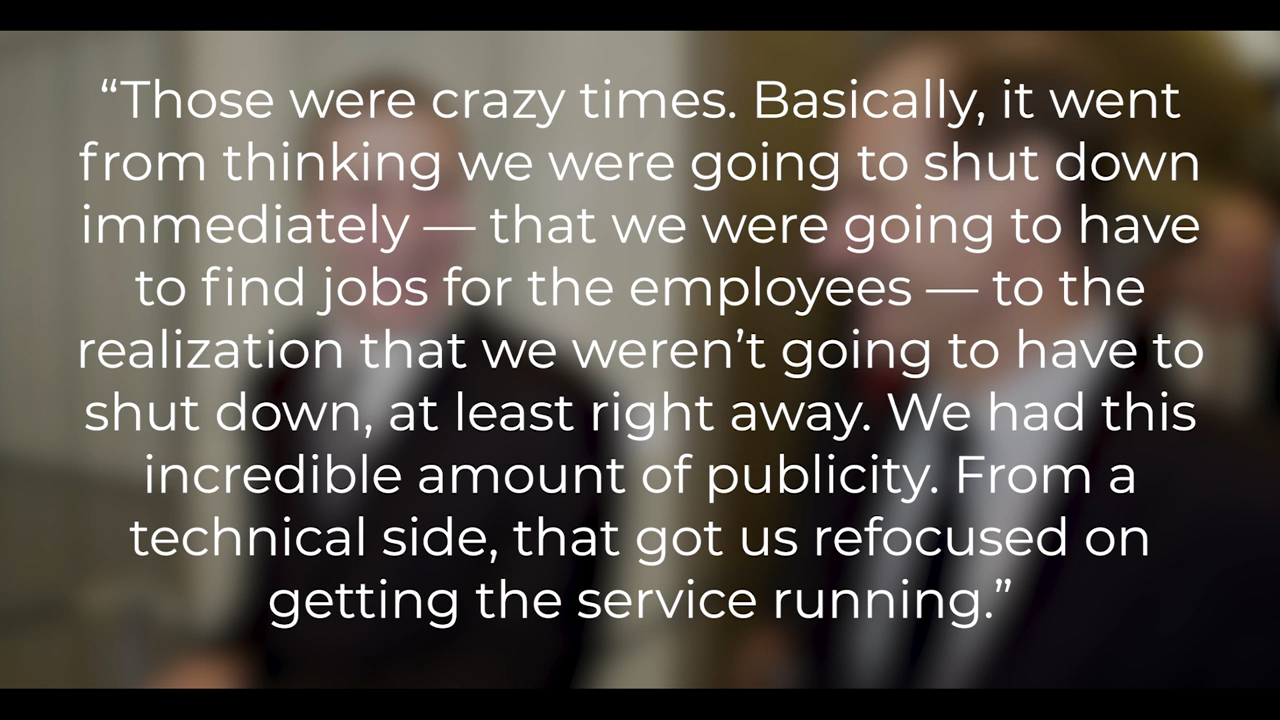 “Those were crazy times. Basically, it went
from thinking we were going to shut down
immediately — that we were going to have
to find jobs for the employees — to the
realization that we weren’t going to have to
shut down, at least right away. We had this
incredible amount of publicity. From a
technical side, that got us refocused on
getting the service running.”